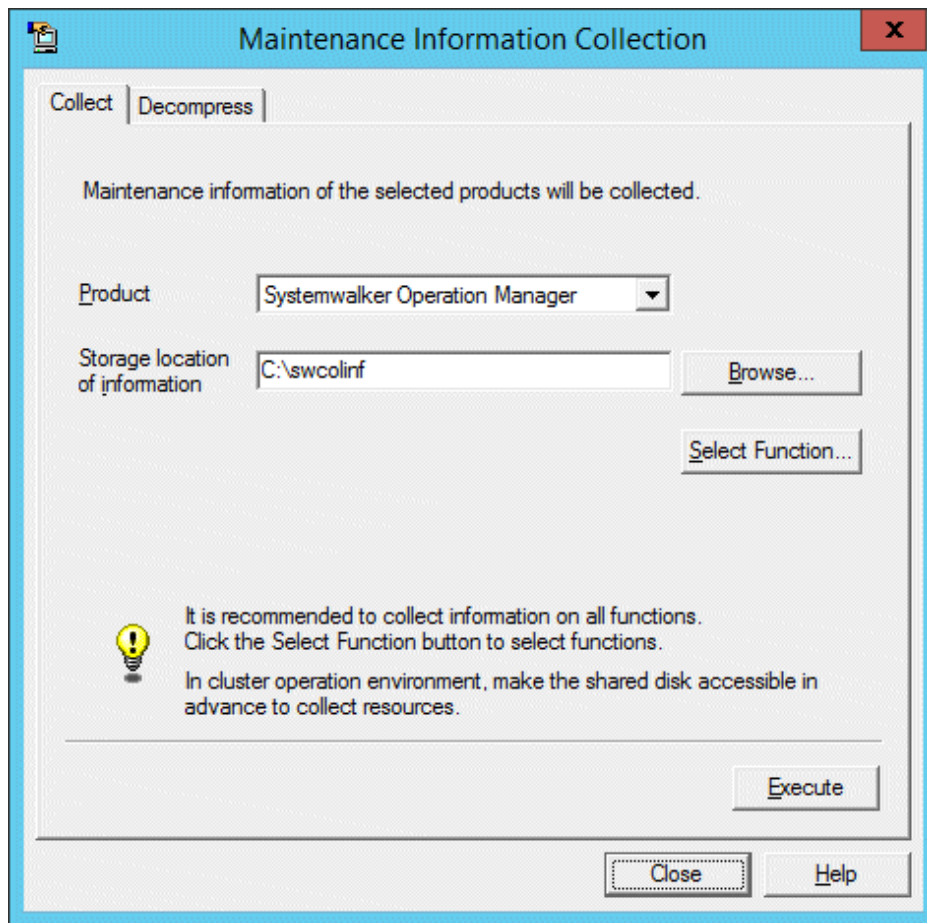 Maintenance Information Collection
x
Collect
Decompress
Maintenance information of the selected products will be collected.
Product
Systemwalker Operation Manager
Storage location
of information
C:\swcolinf
Browse...
Select Function...
It is recommended to collect information on all functions.
Click the Select Function button to select functions.
In cluster operation environment, make the shared disk accessible in
advance to collect resources.
Execute
Close
Help